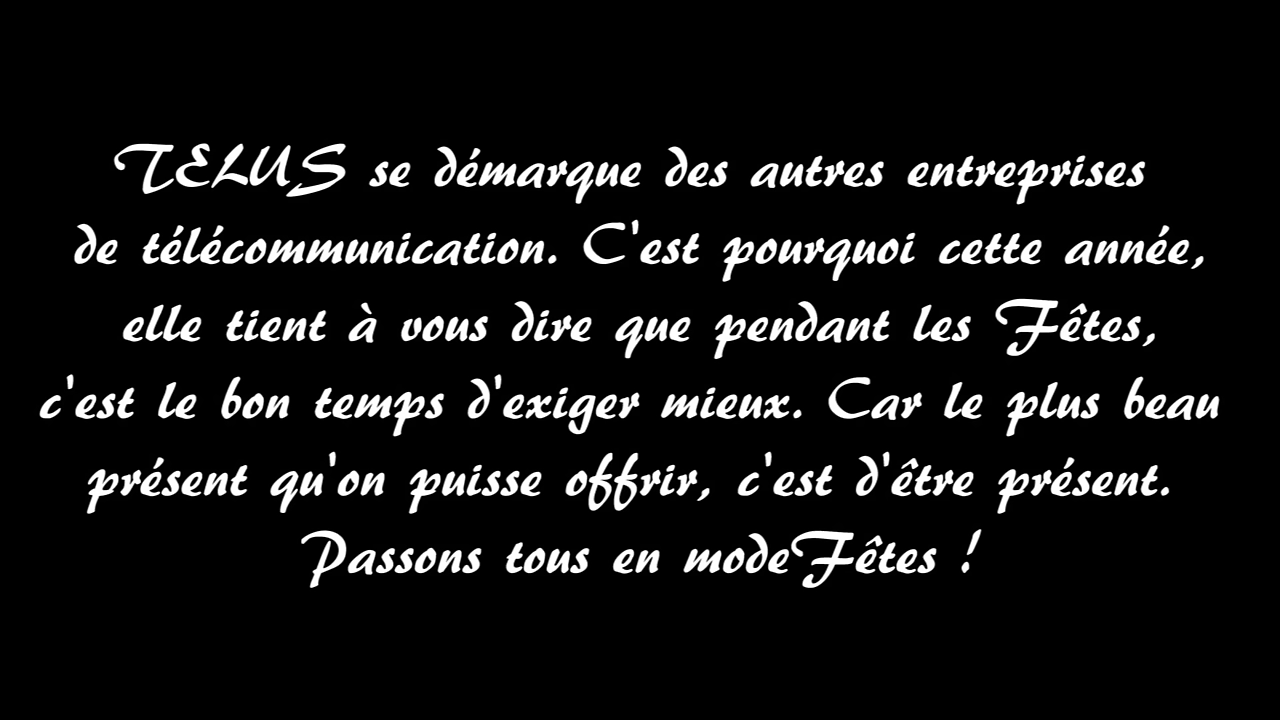 TELUS se démarque des autres entreprises
de télécommunication. C'est pourquoi cette année,
elle tient à vous dire que pendant les Fêtes,
c'est le bon temps d'exiger mieux. Car le plus beau
présent qu'on puisse offrir, c'est d'être présent.
Passons tous en modeFêtes !